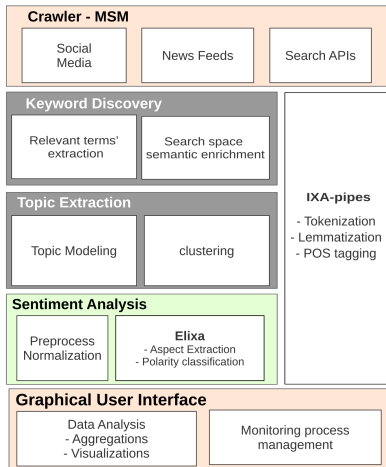 Crawler - MSM
Social
Media
News Feeds
Search APIs
Keyword Discovery
Relevant terms'
extraction
Search space
semantic enrichment
Topic Extraction
Topic Modeling
clustering
IXA-pipes
- Tokenization
- Lemmatization
- POS tagging
Sentiment Analysis
Preprocess
Normalization
Elixa
- Aspect Extraction
- Polarity classification
Graphical User Interface
Data Analysis
- Aggregations
- Visualizations
Monitoring process
management